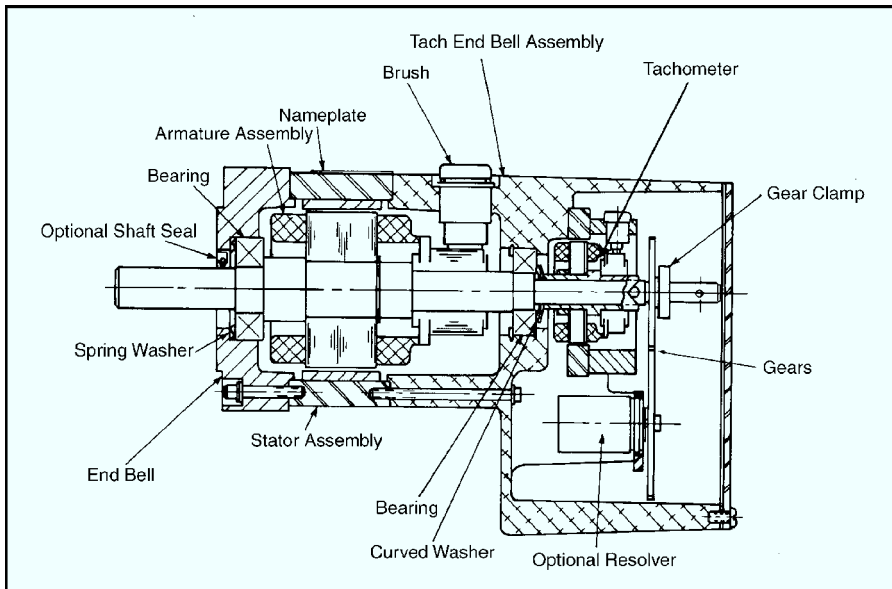 Tach End Bell Assembly
Brush
Tachometer
Nameplate
Armature Assembly
Bearing
Gear Clamp
Optional Shaft Seal
Spring Washer
Gears
Stator Assembly
End Bell
Bearing
Curved Washer
Optional Resolver